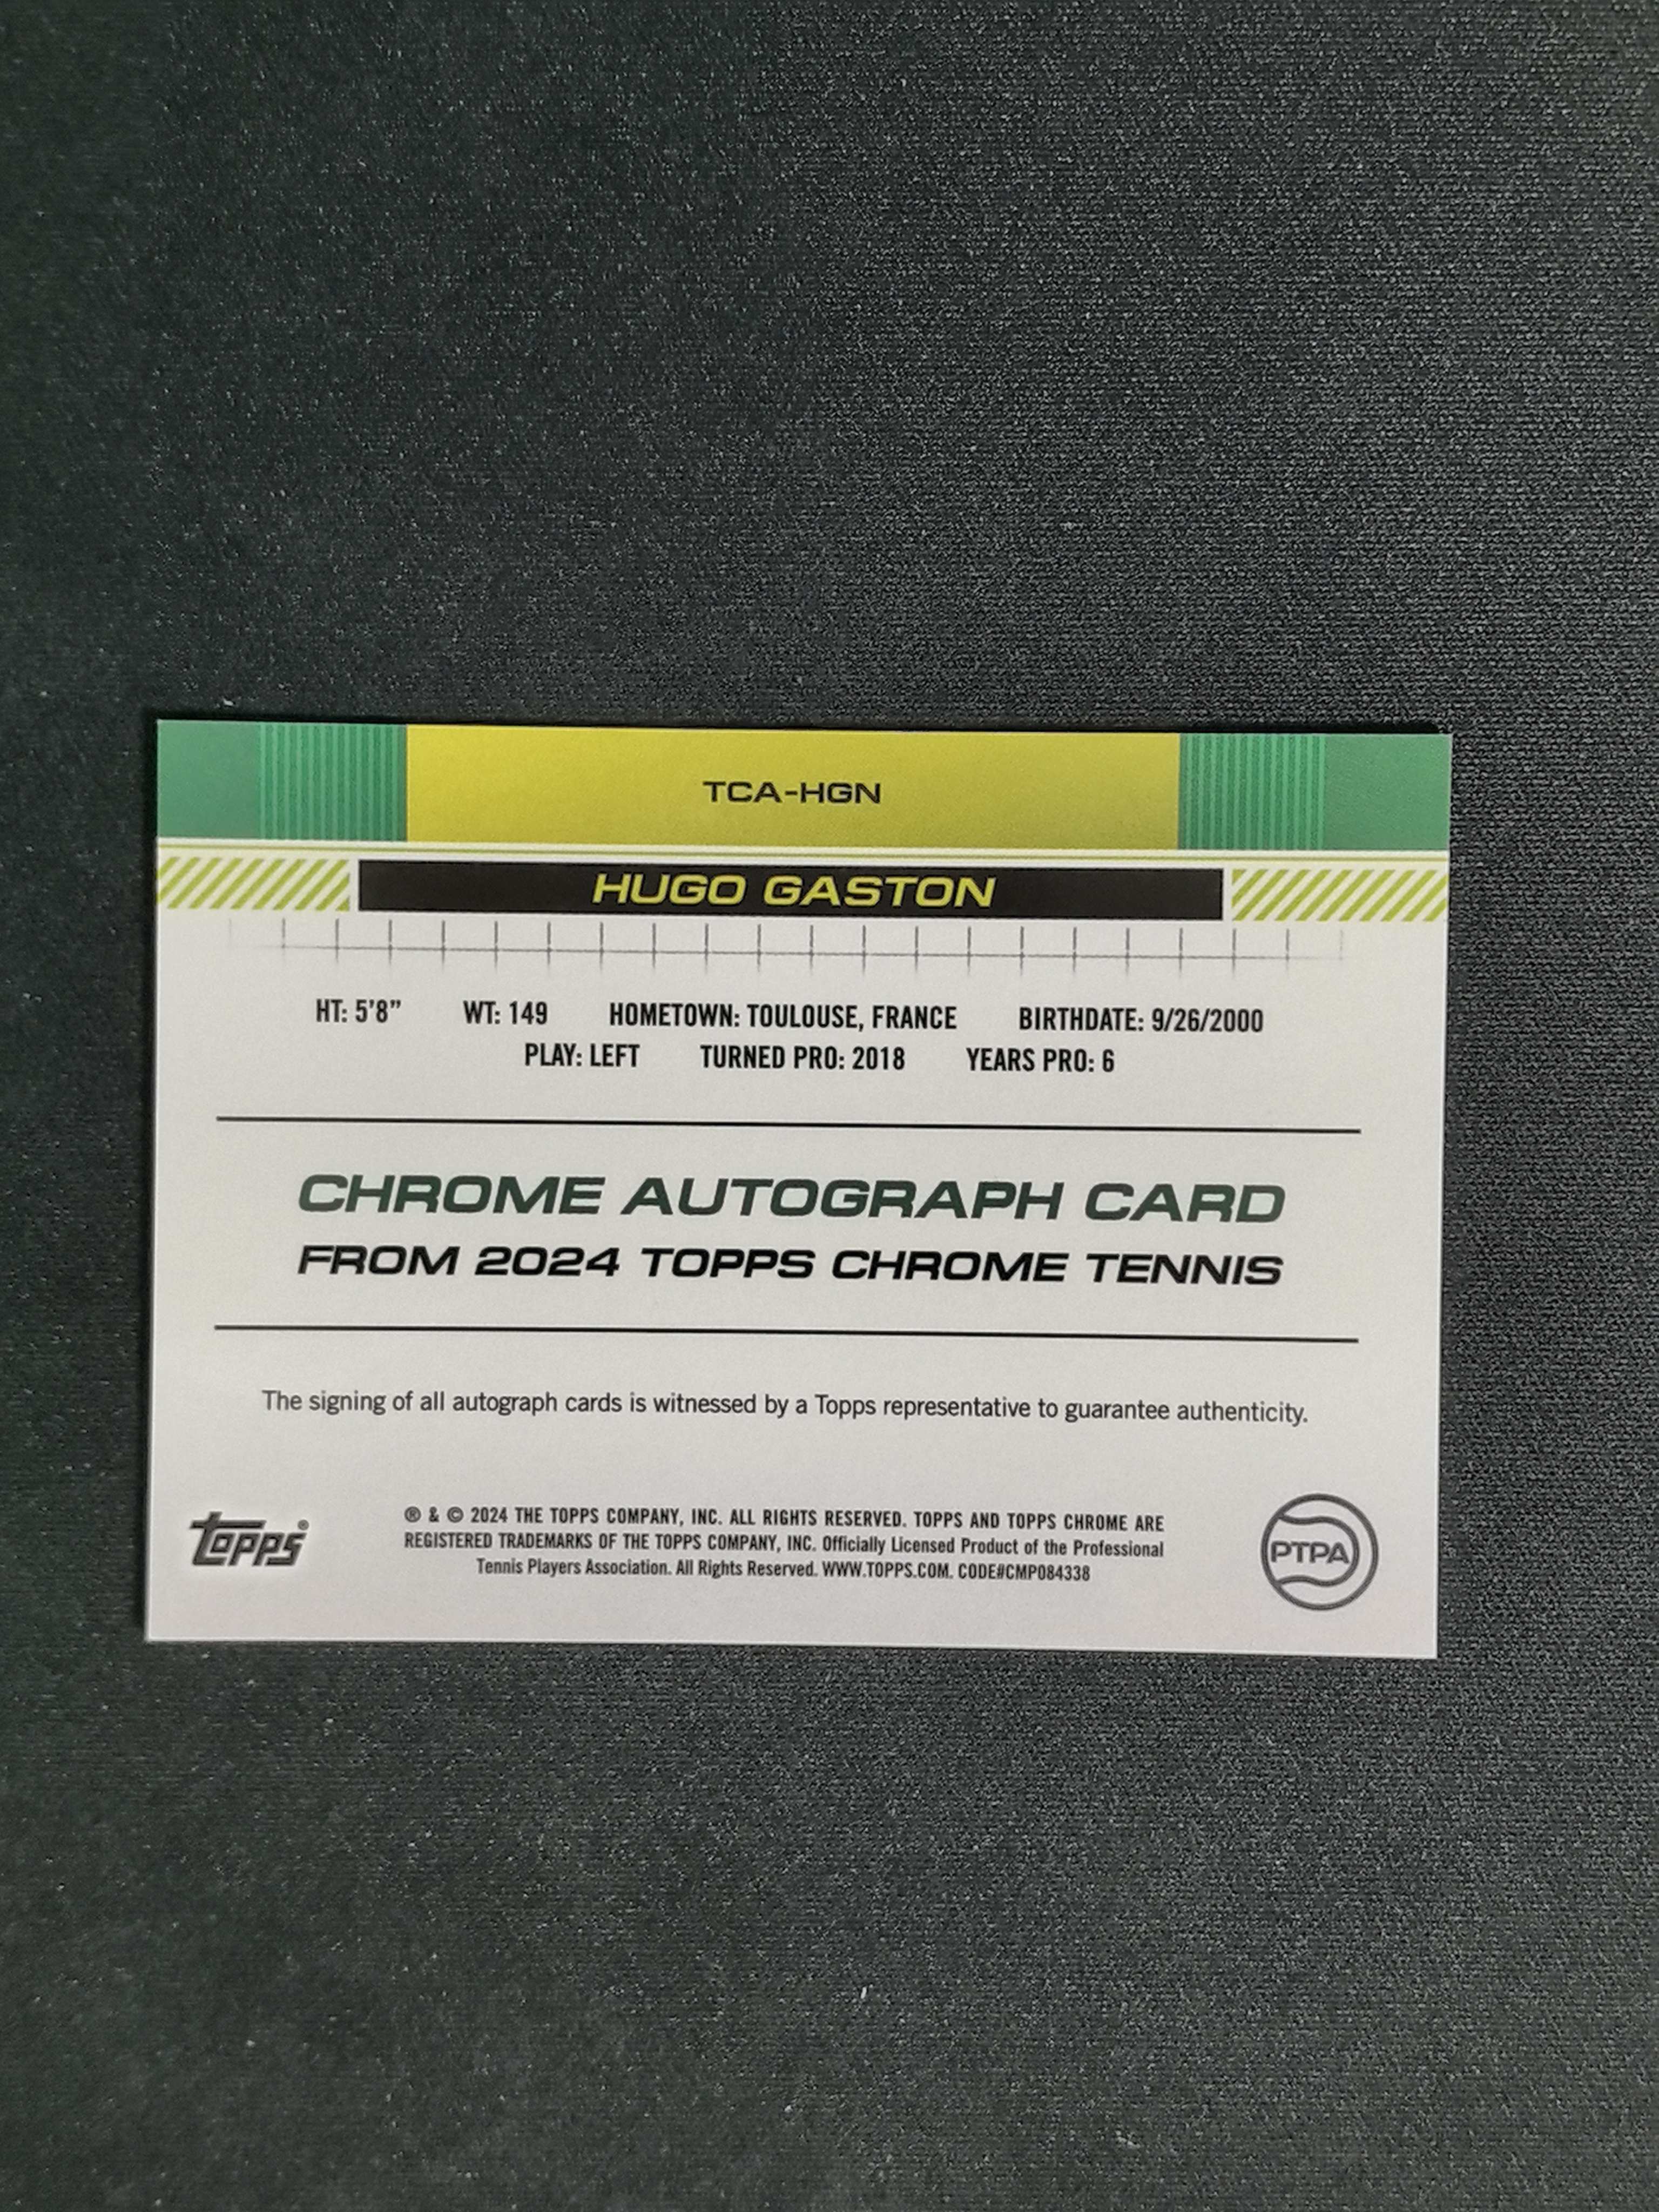 TCA-HGN
HUGO GASTON
HT: 5'8” WT: 149 HOMETOWN: TOULOUSE, FRANCE BIRTHDATE: 9/26/2000
PLAY: LEFT TURNED PRO: 2018 YEARS PRO: 6
CHROME AUTOGRAPH CARD
FROM 2024 TOPPS CHROME TENNIS
The signing of all autograph cards is witnessed by a Topps representative to guarantee authenticity.
topps®
® & © 2024 THE TOPPS COMPANY, INC. ALL RIGHTS RESERVED. TOPPS AND TOPPS CHROME ARE
REGISTERED TRADEMARKS OF THE TOPPS COMPANY, INC. Officially Licensed Product of the Professional
Tennis Players Association. All Rights Reserved. WWW.TOPPS.COM. CODE#CMP084338
PTPA